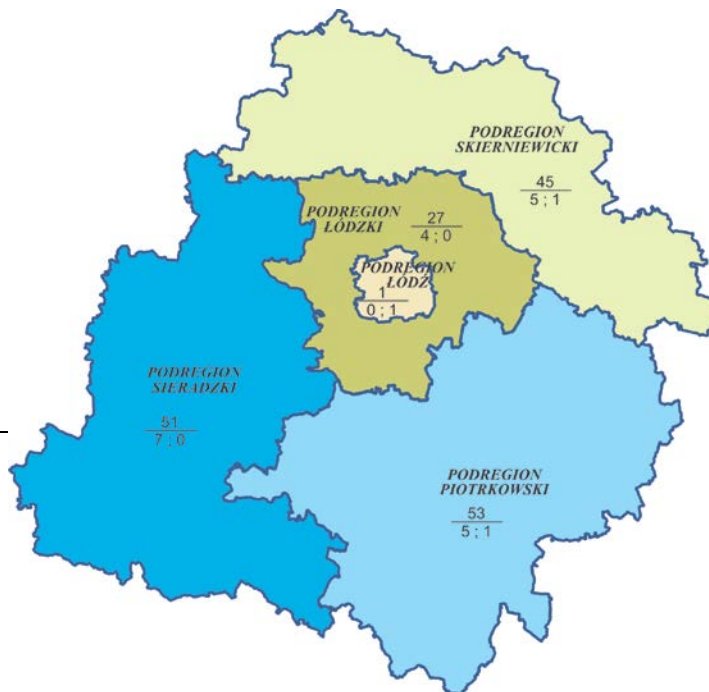 PODREGION
SKIERNIEWICKI
45
5 ; 1
PODREGION
ŁÓDZKI
27
4 ; 0
PODREGION
ŁÓDŹ
1
0 ; 1
PODREGION
SIERADZKI
51
7 ; 0
PODREGION
PIOTRKOWSKI
53
5 ; 1